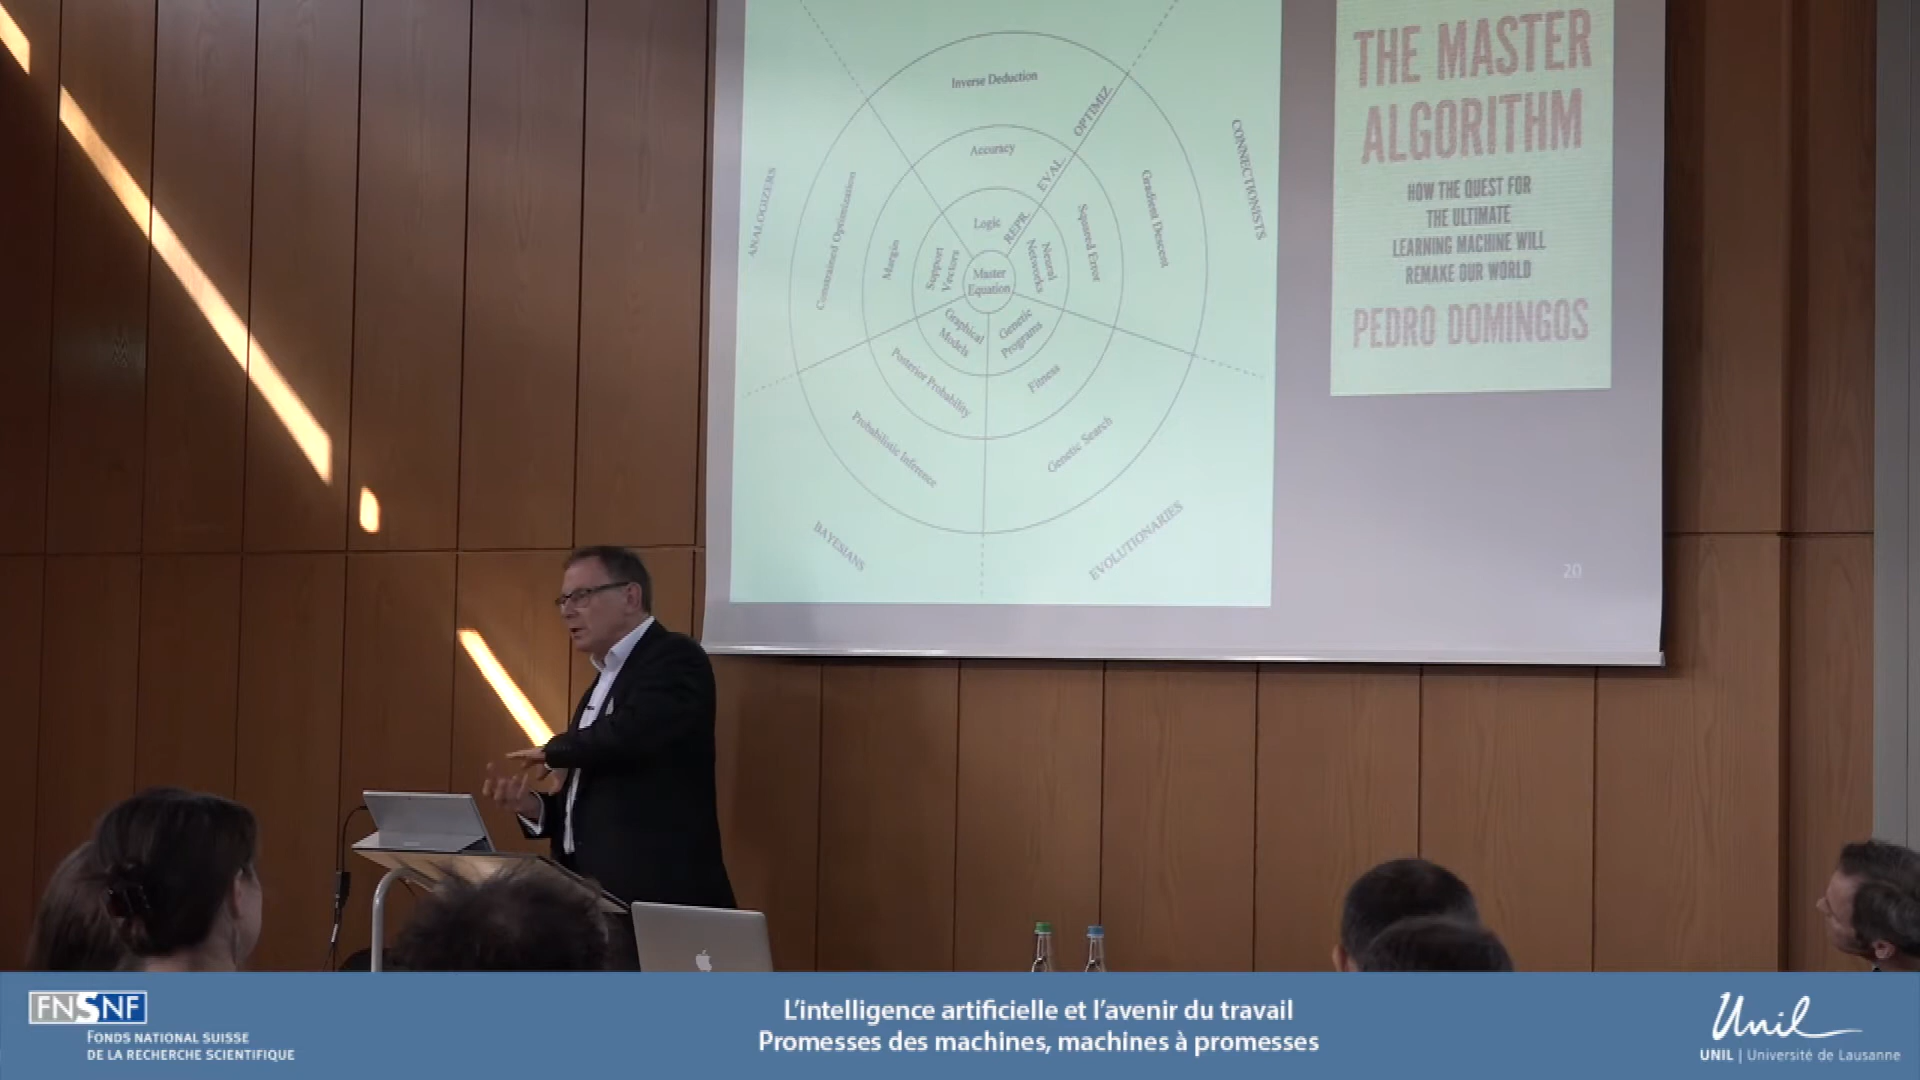 Inverse Deduction
Accuracy
Logic
OPTIMIZ.
EVAL.
REPR.
CONNECTIONISTS
Gradient Descent
Squared Error
Neural
Networks
Master
Equation
ANALOGIZERS
Constrained Optimization
Margin
Support
Vectors
Graphical
Models
Genetic
Programs
Posterior Probability
Fitness
Probabilistic Inference
Genetic Search
BAYESIANS
EVOLUTIONARIES
THE MASTER
ALGORITHM
HOW THE QUEST FOR
THE ULTIMATE
LEARNING MACHINE WILL
REMAKE OUR WORLD
PEDRO DOMINGOS
20
FNSNF
FONDS NATIONAL SUISSE
DE LA RECHERCHE SCIENTIFIQUE
L’intelligence artificielle et l’avenir du travail
Promesses des machines, machines à promesses
Unil
UNIL | Université de Lausanne